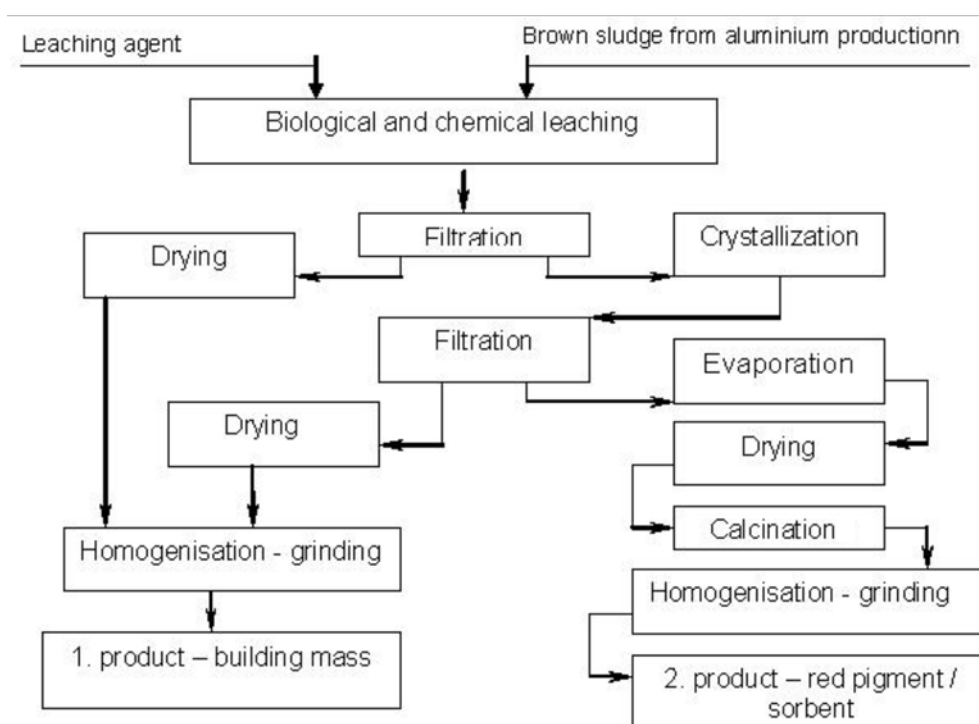 Leaching agent
Brown sludge from aluminium productionn
Biological and chemical leaching
Filtration
Crystallization
Drying
Filtration
Evaporation
Drying
Drying
Calcination
Homogenisation - grinding
Homogenisation - grinding
1. product – building mass
2. product – red pigment /
sorbent